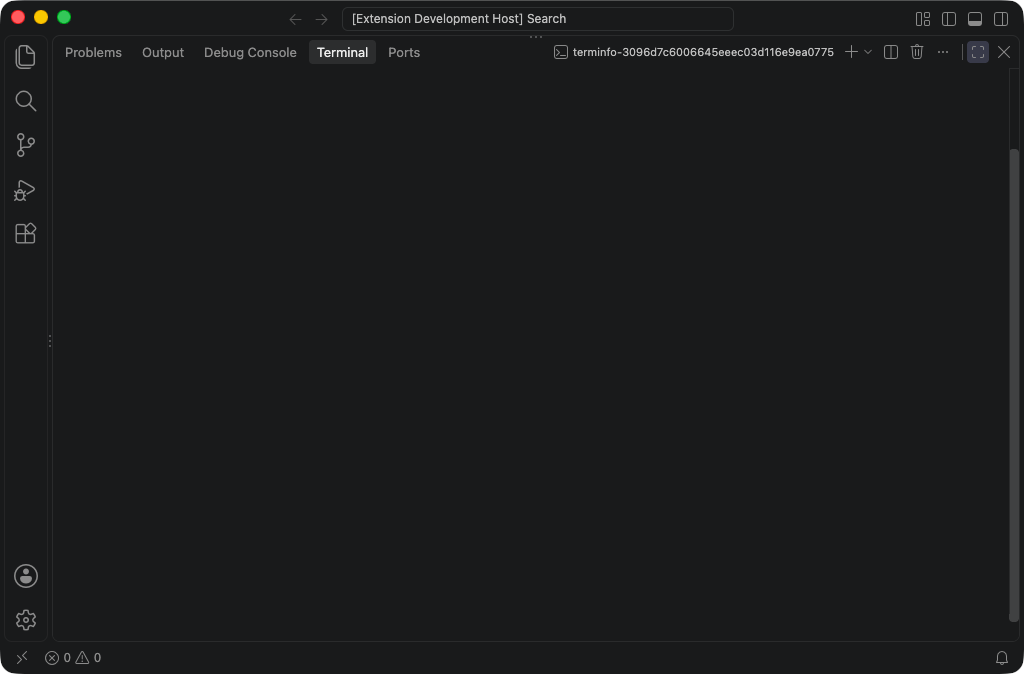 [Extension Development Host] Search
Problems Output Debug Console Terminal Ports terminfo-3096d7c6006645eeec03d116e9ea0775
0 0